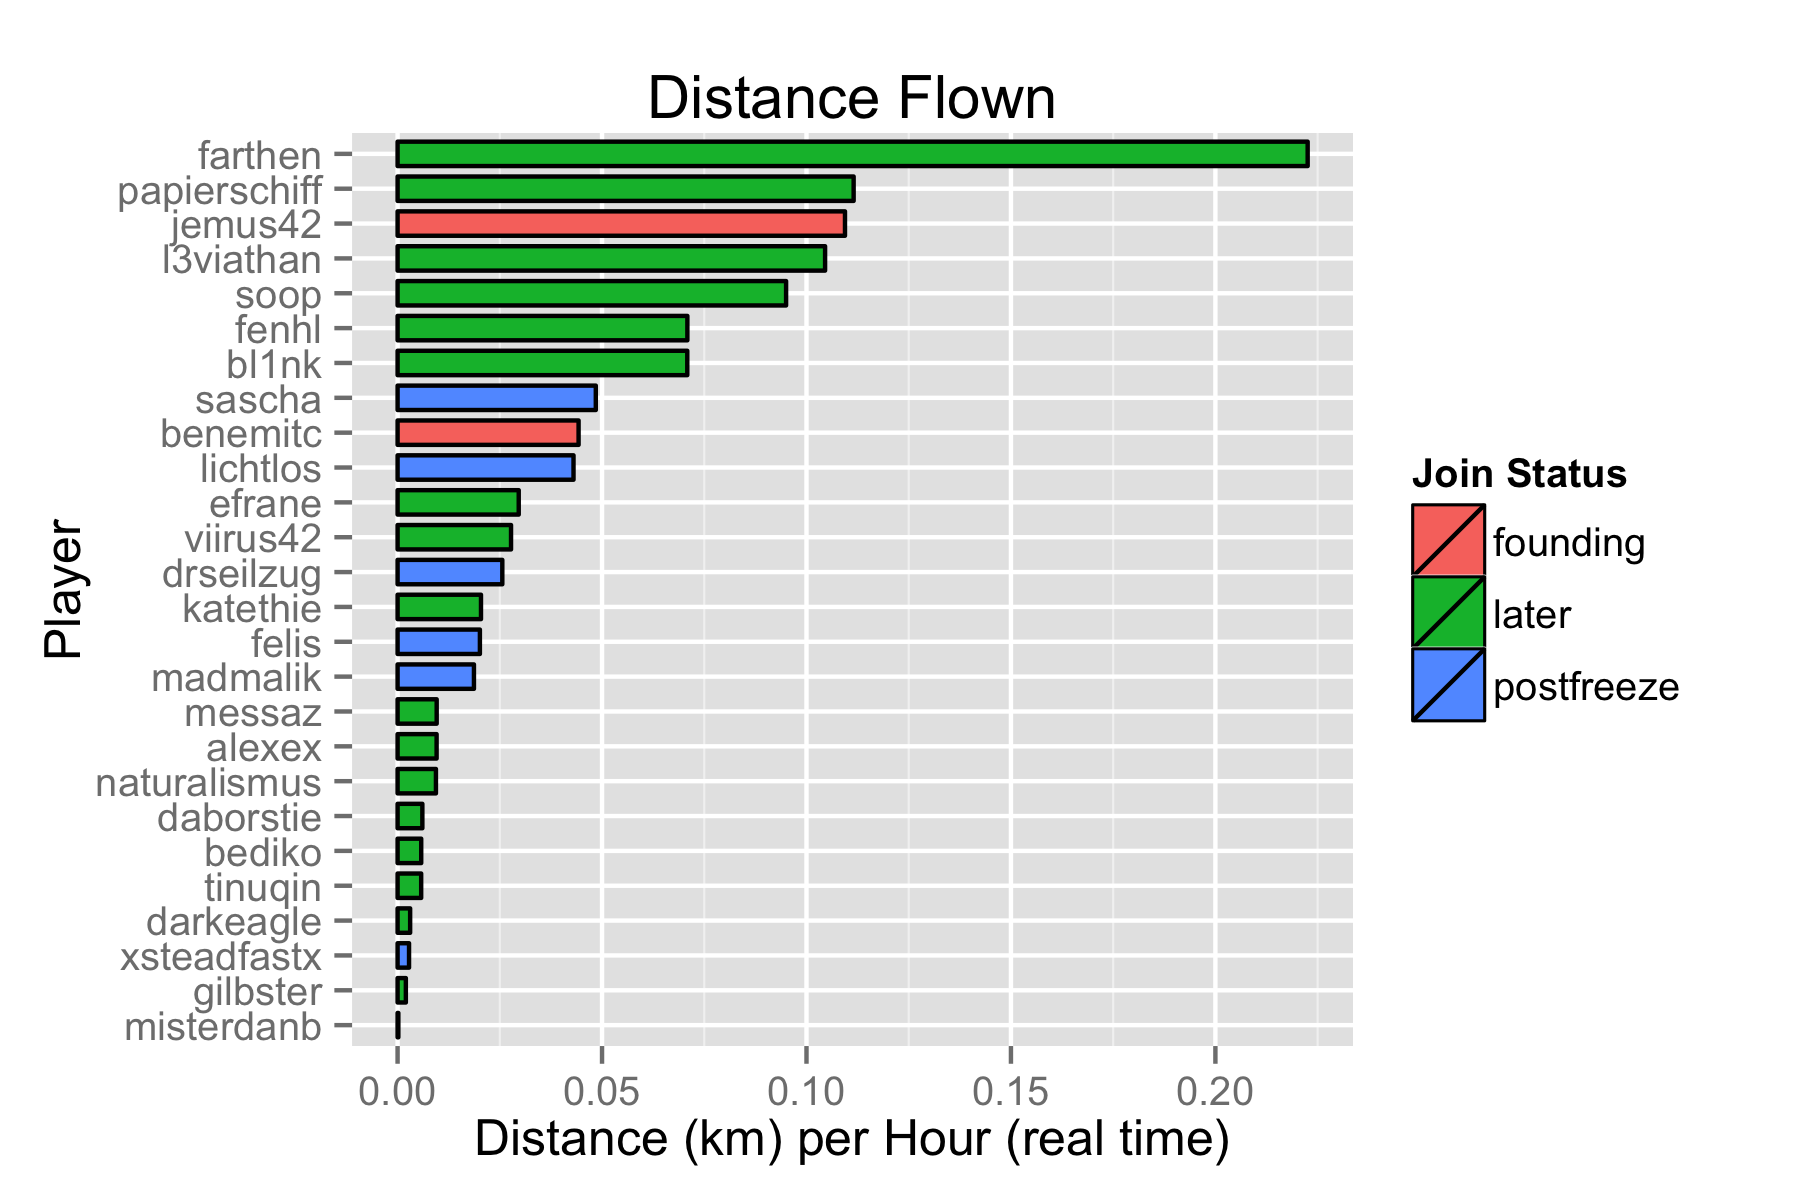 Distance Flown
farthen
papierschiff
jemus42
l3viathan
soop
fenhl
bl1nk
sascha
benemitc
lichtlos
efrane
viirus42
drseilzug
katethie
felis
madmalik
messaz
alexex
naturalismus
daborstie
bediko
tinuqin
darkeagle
xsteadfastx
gilbster
misterdanb
Player
0.00 0.05 0.10 0.15 0.20
Distance (km) per Hour (real time)
Join Status
founding
later
postfreeze